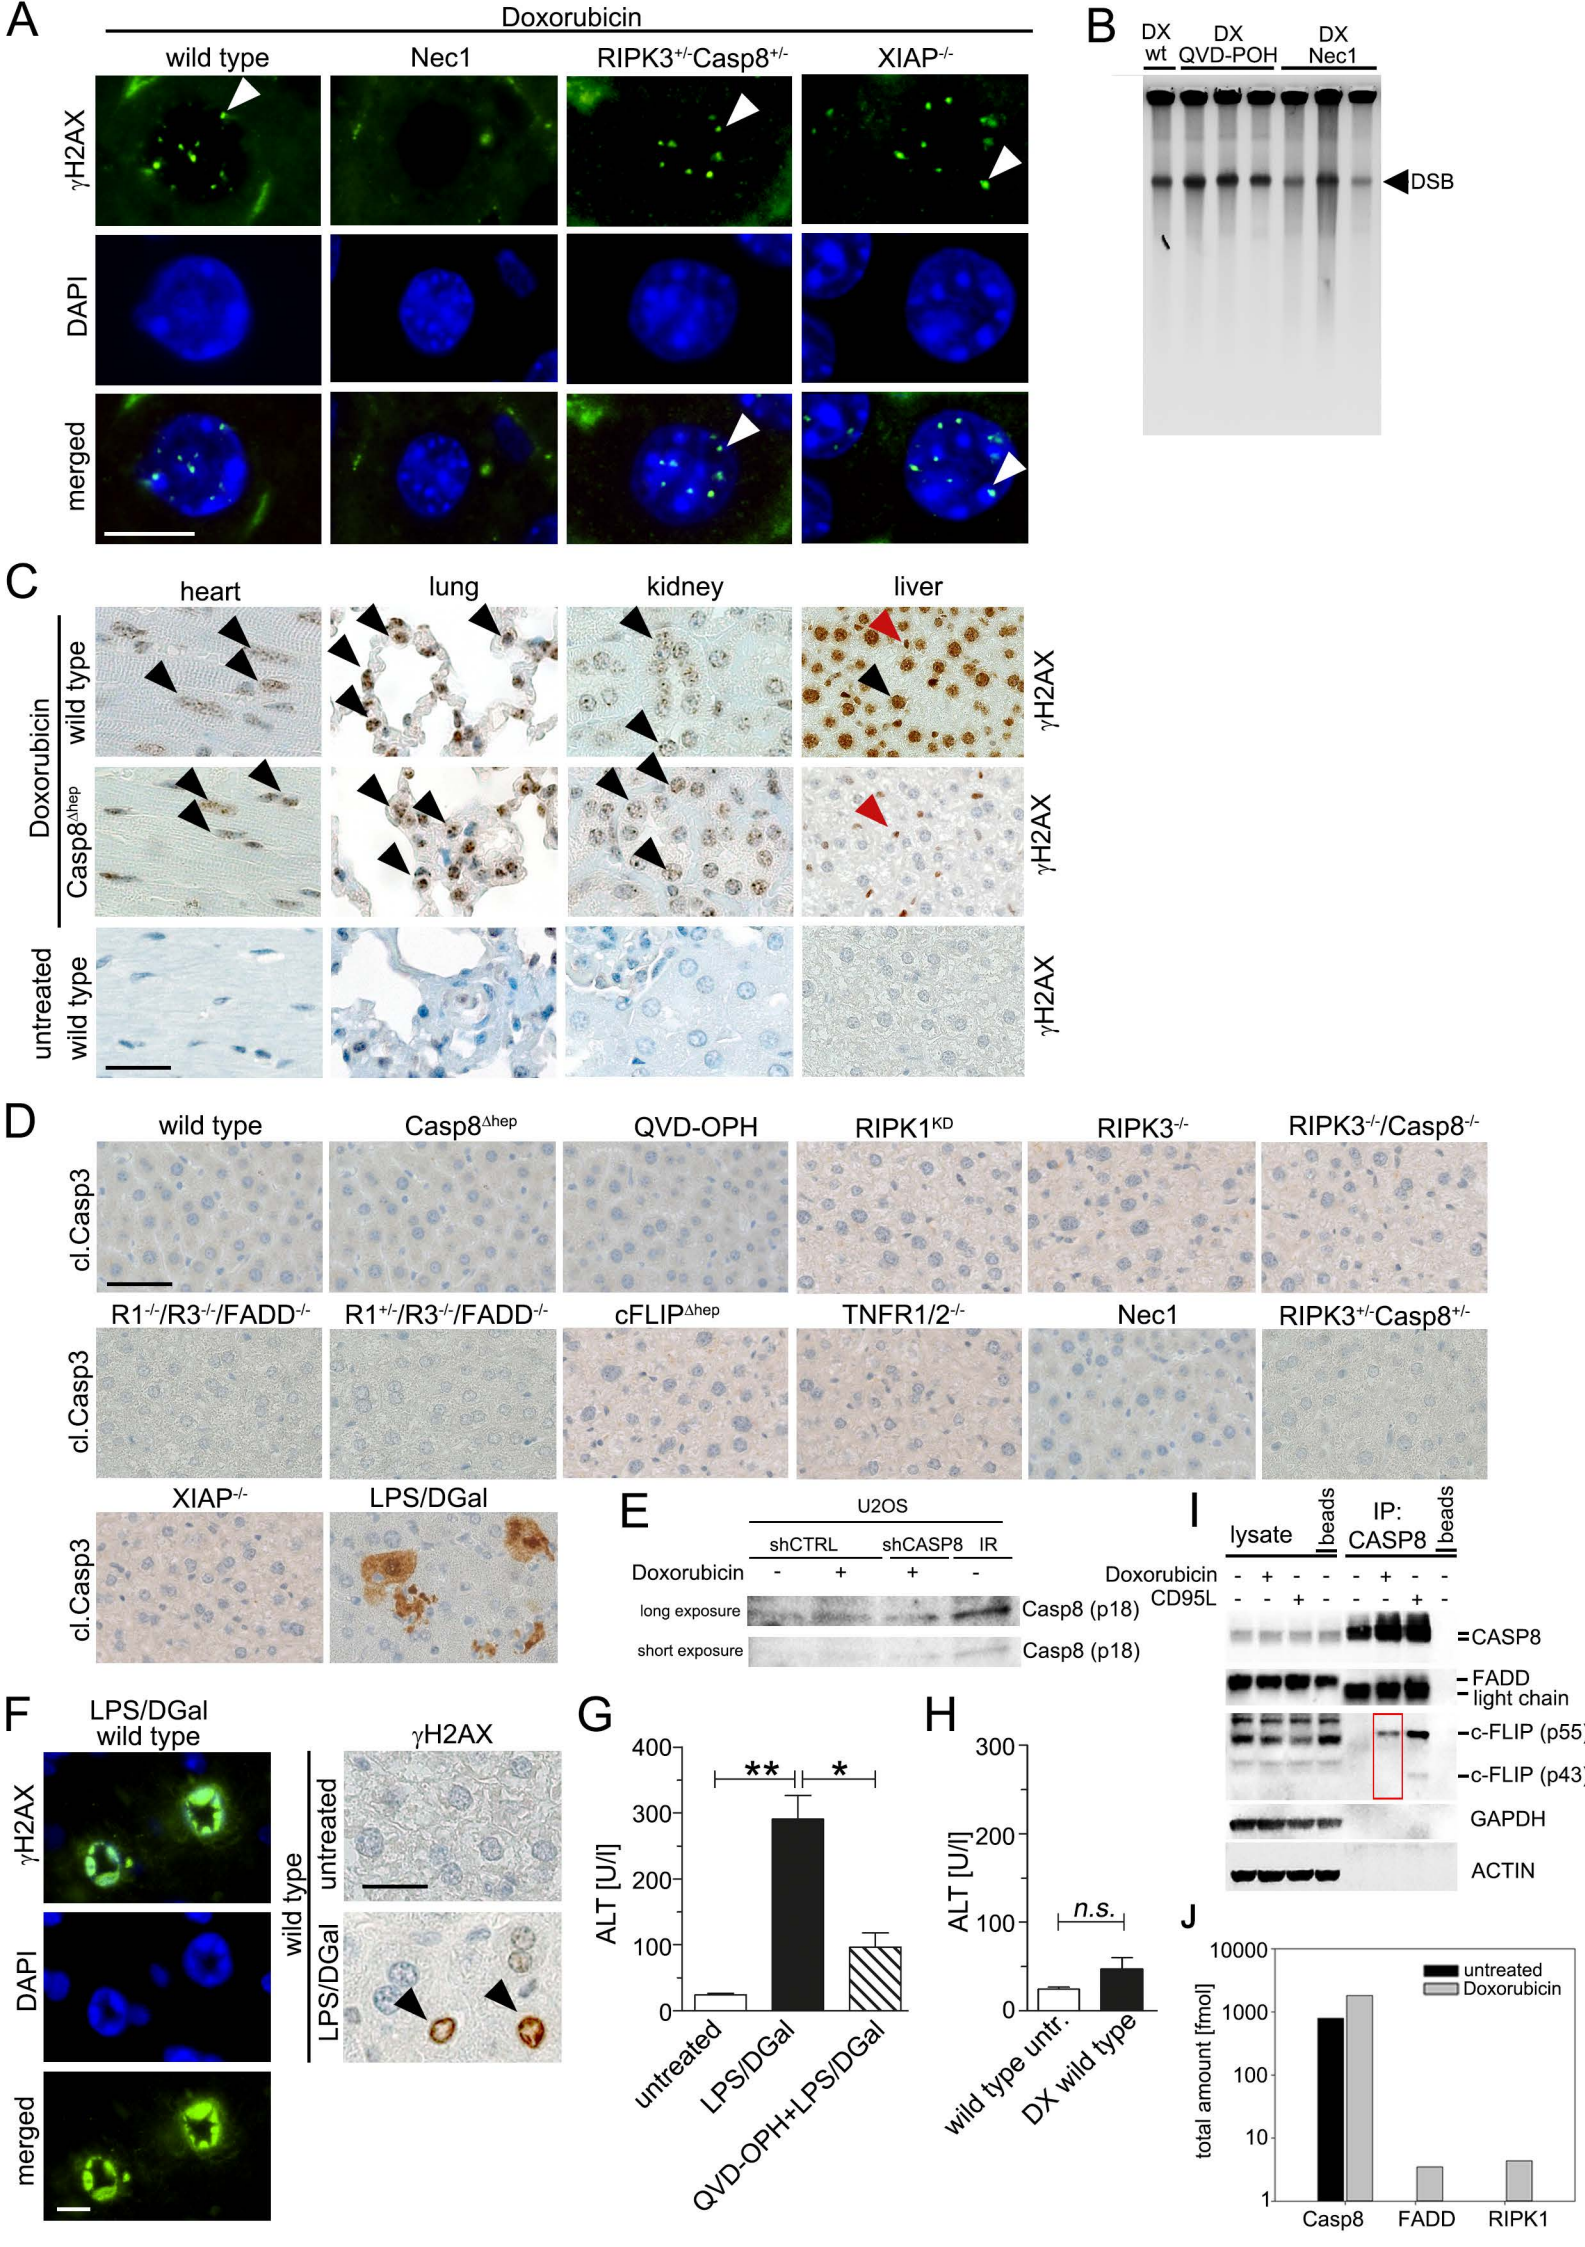 A
Doxorubicin
wild type
Nec1
RIPK3+/-Casp8+/-
XIAP-/-
γH2AX
DAPI
merged
B
DX
wt
DX
QVD-POH
DX
Nec1
DSB
C
heart
lung
kidney
liver
Doxorubicin
wild type
γH2AX
Casp8Δhep
γH2AX
untreated
wild type
γH2AX
D
wild type
Casp8Δhep
QVD-OPH
RIPK1KD
RIPK3-/-
RIPK3-/-/Casp8-/-
cl.Casp3
R1-/-/R3-/-/FADD-/-
R1+/-/R3-/-/FADD-/-
cFLIPΔhep
TNFR1/2-/-
Nec1
RIPK3+/-Casp8+/-
cl.Casp3
XIAP-/-
LPS/DGal
cl.Casp3
E
U2OS
shCTRL
shCASP8
IR
Doxorubicin - + + -
long exposure
Casp8 (p18)
short exposure
Casp8 (p18)
F
LPS/DGal
wild type
γH2AX
DAPI
merged
γH2AX
wild type
untreated
LPS/DGal
G
ALT [U/l]
400
300
200
100
0
**
*
untreated
LPS/DGal
QVD-OPH+LPS/DGal
H
ALT [U/l]
300
200
100
0
n.s.
wild type untr.
DX wild type
I
lysate
beads
IP:
CASP8
beads
Doxorubicin - + - - - + - -
CD95L - - + - - - + -
CASP8
FADD
light chain
c-FLIP (p55)
c-FLIP (p43)
GAPDH
ACTIN
J
total amount [fmol]
10000
1000
100
10
1
untreated
Doxorubicin
Casp8
FADD
RIPK1